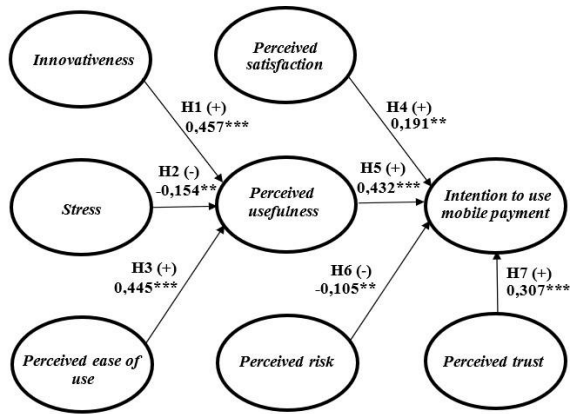 Innovativeness
Perceived
satisfaction
H1 (+)
0,457***
H4 (+)
0,191**
H2 (-)
-0,154**
H5 (+)
0,432***
Stress
Perceived
usefulness
Intention to use
mobile payment
H3 (+)
0,445***
H6 (-)
-0,105**
H7 (+)
0,307***
Perceived ease of
use
Perceived risk
Perceived trust